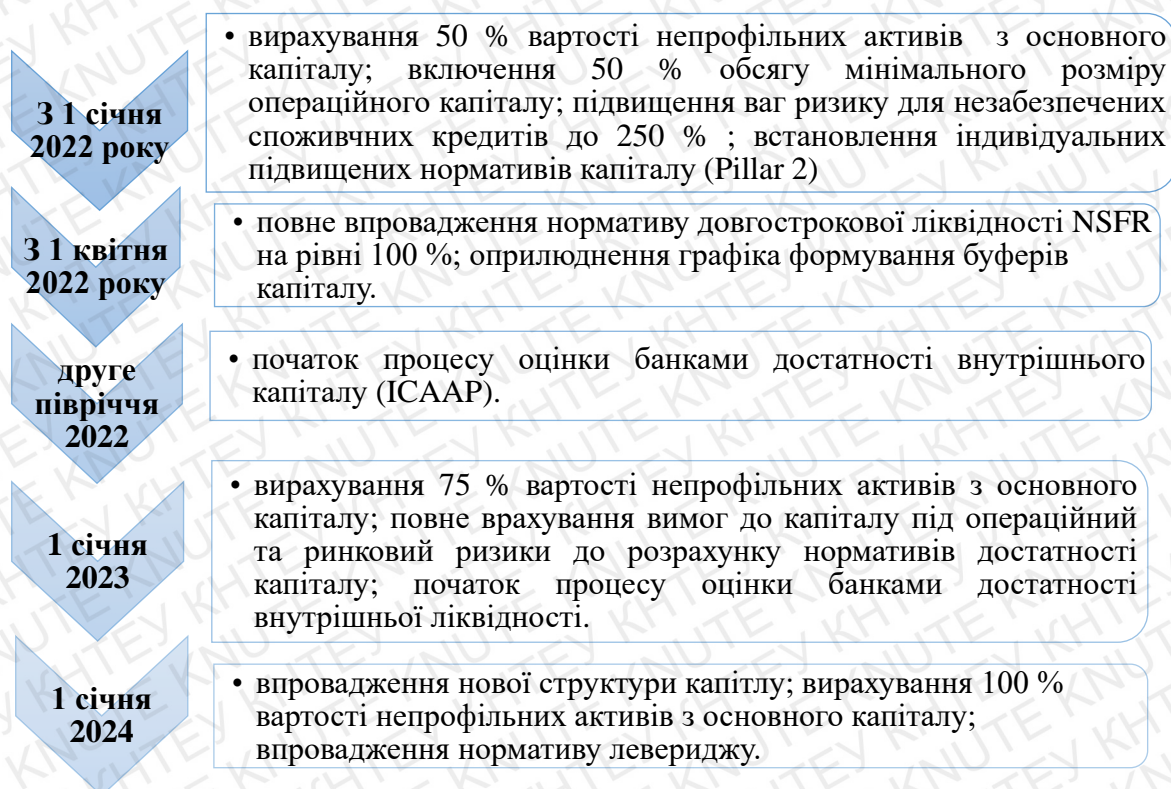 З 1 січня
2022 року
• вирахування 50 % вартості непрофільних активів з основного
капіталу; включення 50 % обсягу мінімального розміру
операційного капіталу; підвищення ваг ризику для незабезпечених
споживчних кредитів до 250 % ; встановлення індивідуальних
підвищених нормативів капіталу (Pillar 2)
З 1 квітня
2022 року
• повне впровадження нормативу довгострокової ліквідності NSFR
на рівні 100 %; оприлюднення графіка формування буферів
капіталу.
друге
півріччя
2022
• початок процесу оцінки банками достатності внутрішнього
капіталу (ICAAP).
1 січня
2023
• вирахування 75 % вартості непрофільних активів з основного
капіталу; повне врахування вимог до капіталу під операційний
та ринковий ризики до розрахунку нормативів достатності
капіталу; початок процесу оцінки банками достатності
внутрішньої ліквідності.
1 січня
2024
• впровадження нової структури капітлу; вирахування 100 %
вартості непрофільних активів з основного капіталу;
впровадження нормативу левериджу.